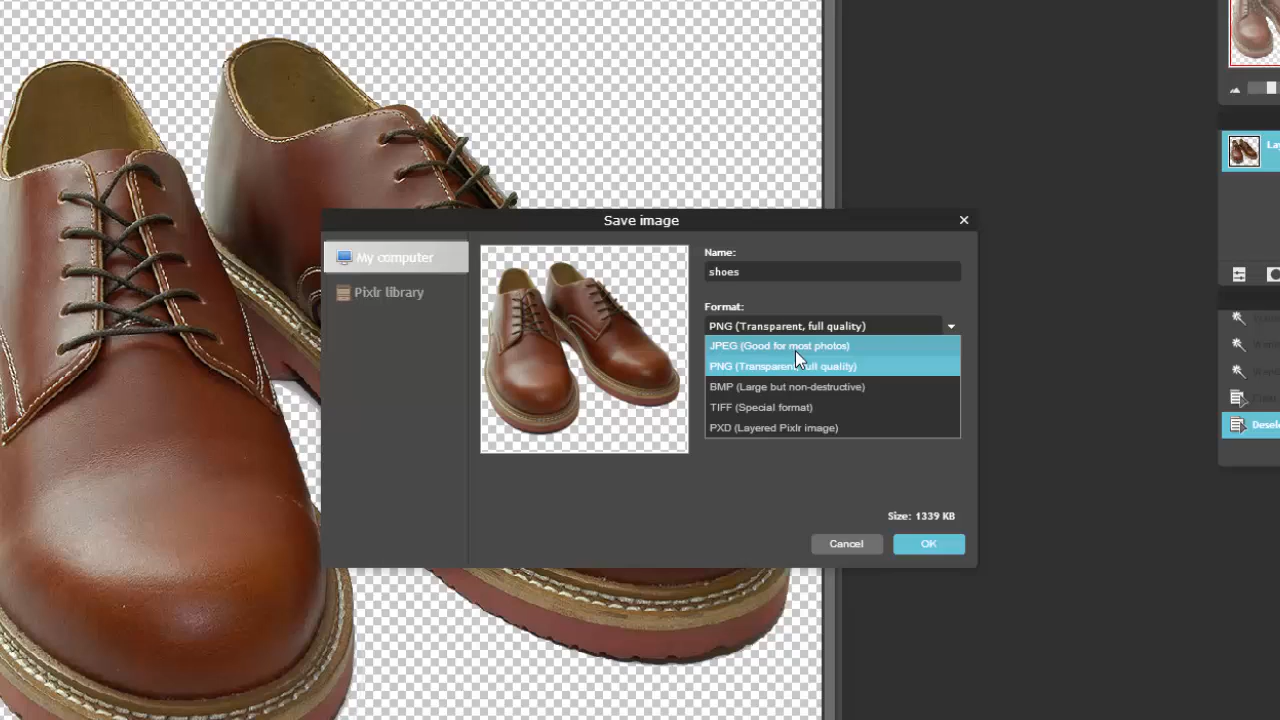 Save image
My computer
Pixlr library
Name:
shoes
Format:
PNG (Transparent, full quality)
JPEG (Good for most photos)
PNG (Transparent, full quality)
BMP (Large but non-destructive)
TIFF (Special format)
PXD (Layered Pixlr image)
Size: 1339 KB
Cancel
OK